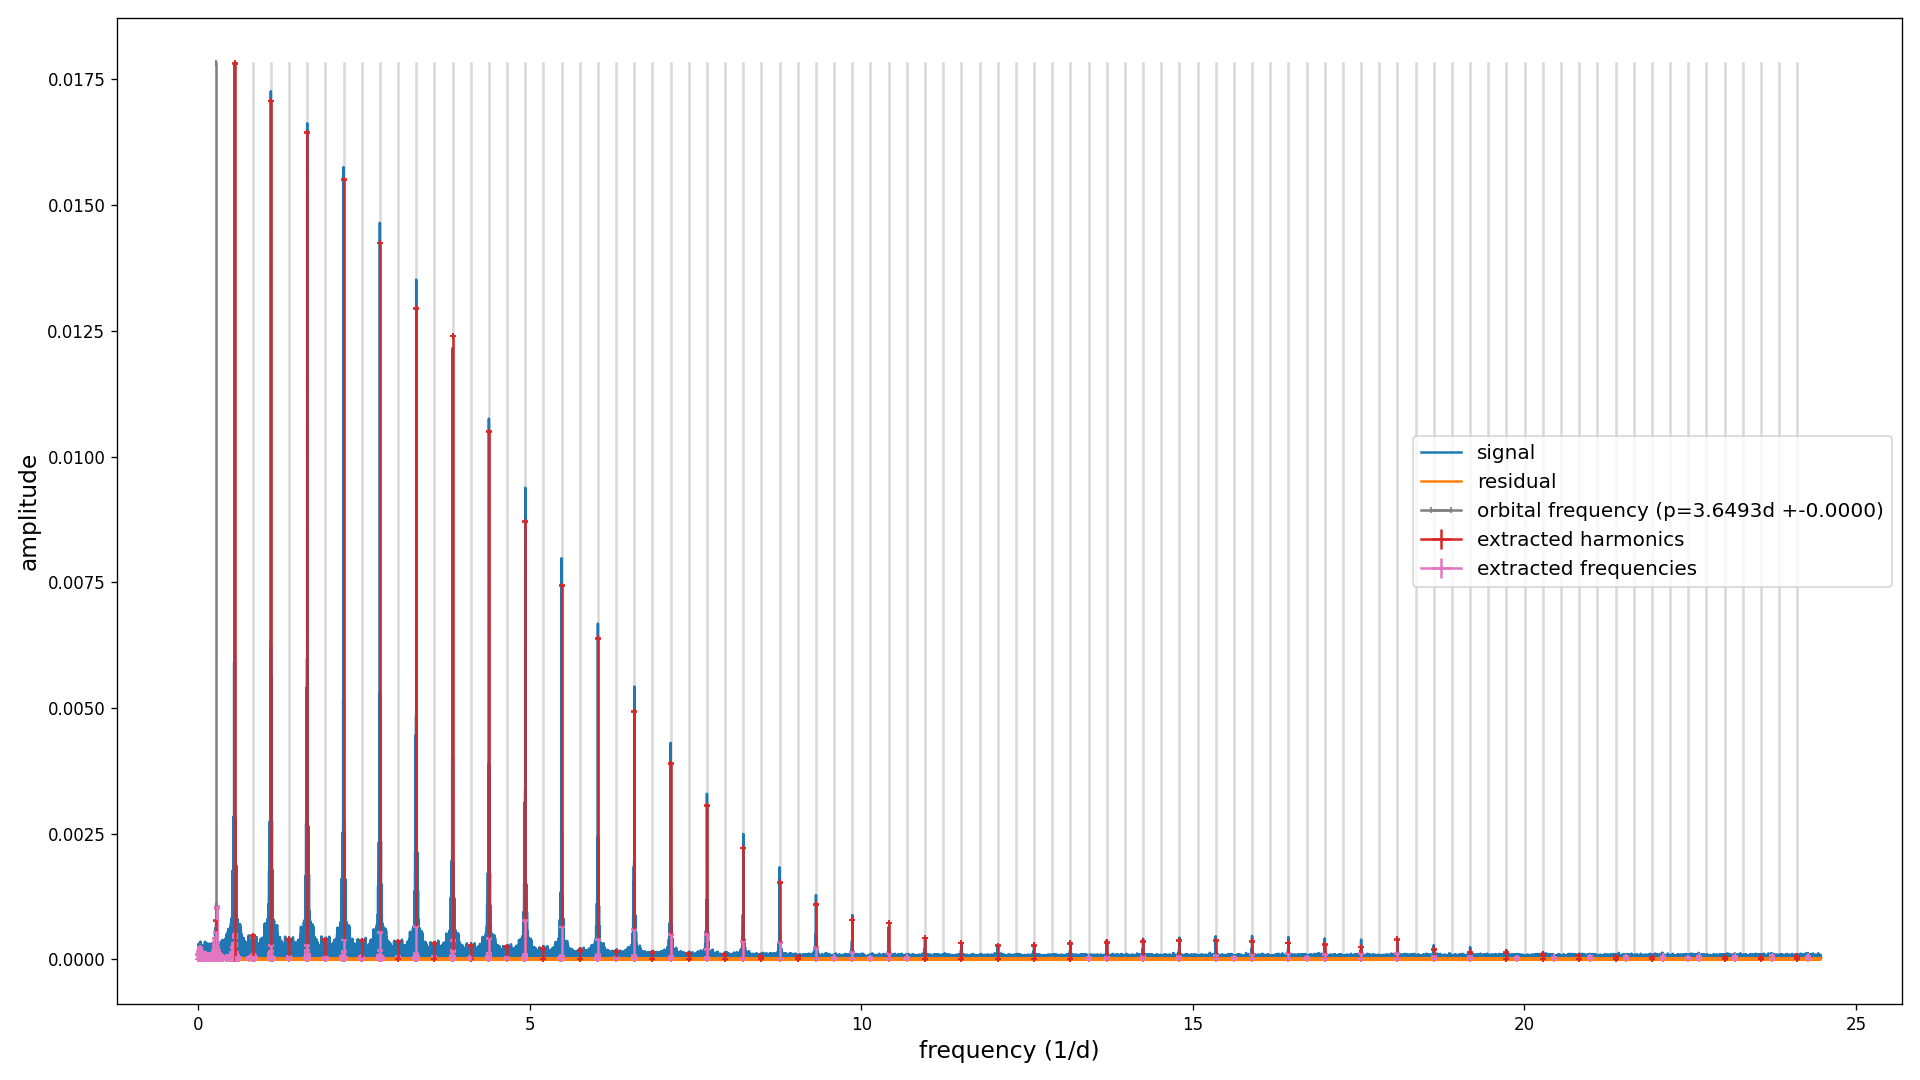 0.0175
0.0150
0.0125
0.0100
0.0075
0.0050
0.0025
0.0000
amplitude
signal
residual
orbital frequency (p=3.6493d +-0.0000)
extracted harmonics
extracted frequencies
0 5 10 15 20 25
frequency (1/d)